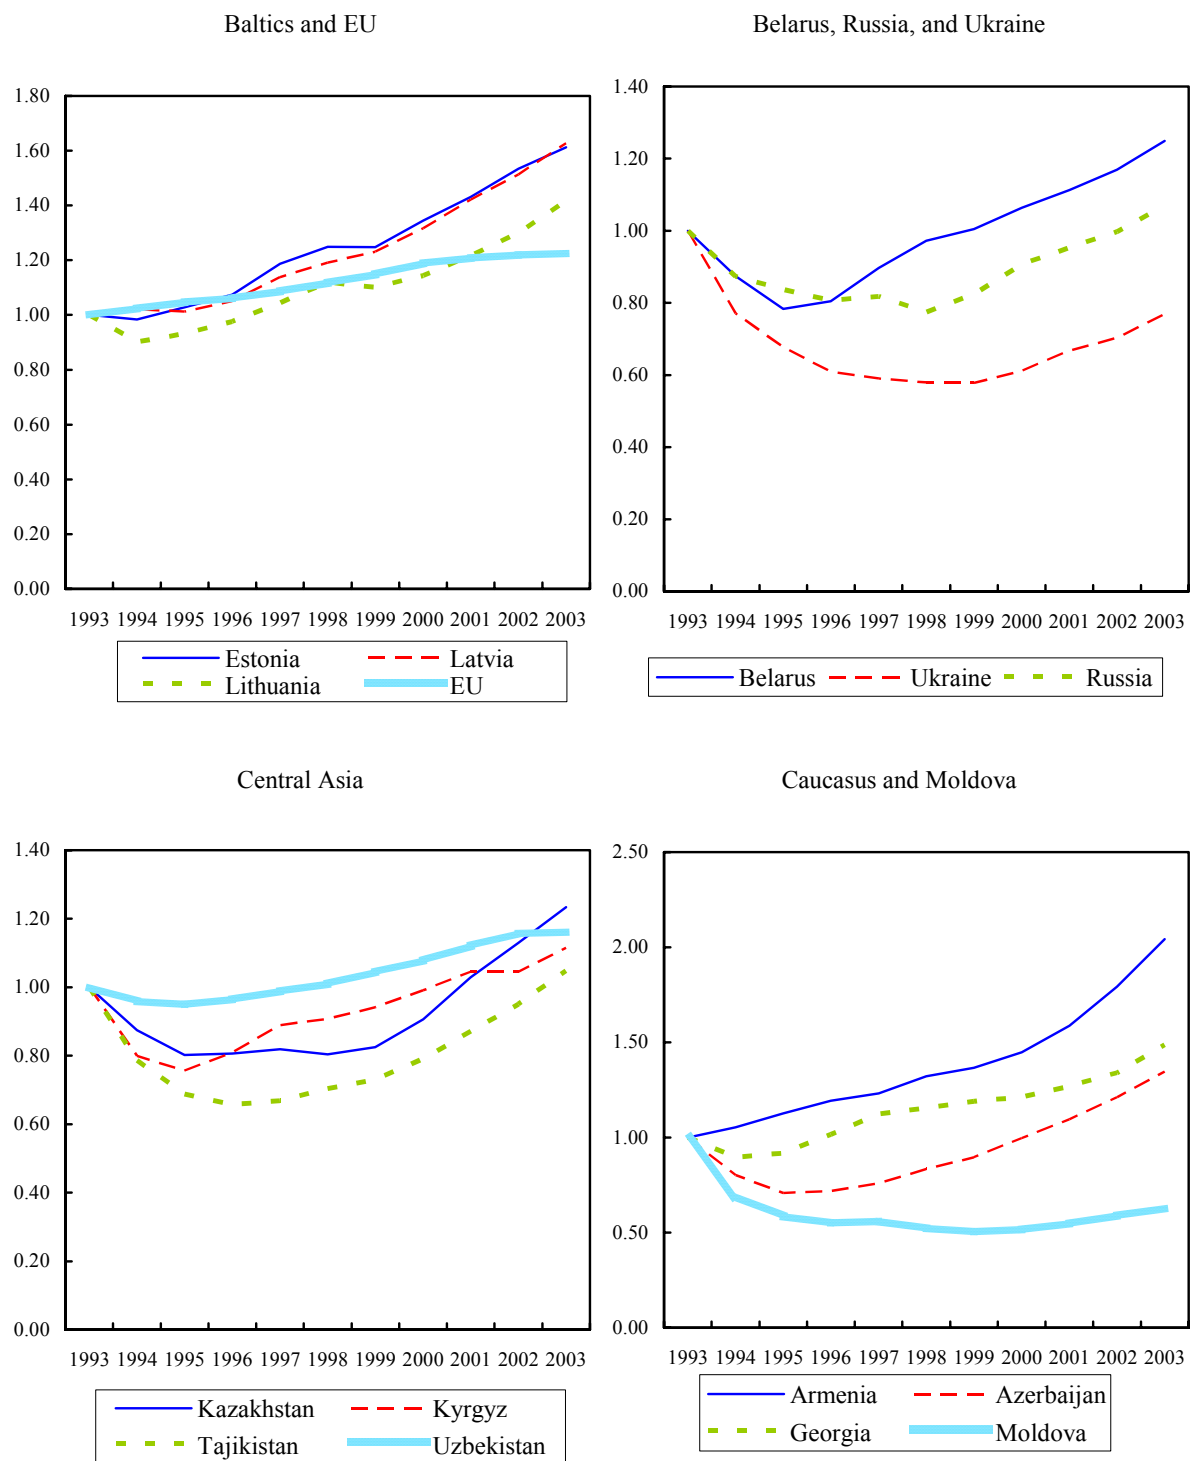 Baltics and EU
1.80
1.60
1.40
1.20
1.00
0.80
0.60
0.40
0.20
0.00
1993 1994 1995 1996 1997 1998 1999 2000 2001 2002 2003
Estonia Latvia
Lithuania EU
Belarus, Russia, and Ukraine
1.40
1.20
1.00
0.80
0.60
0.40
0.20
0.00
1993 1994 1995 1996 1997 1998 1999 2000 2001 2002 2003
Belarus Ukraine Russia
Central Asia
1.40
1.20
1.00
0.80
0.60
0.40
0.20
0.00
1993 1994 1995 1996 1997 1998 1999 2000 2001 2002 2003
Kazakhstan Kyrgyz
Tajikistan Uzbekistan
Caucasus and Moldova
2.50
2.00
1.50
1.00
0.50
0.00
1993 1994 1995 1996 1997 1998 1999 2000 2001 2002 2003
Armenia Azerbaijan
Georgia Moldova